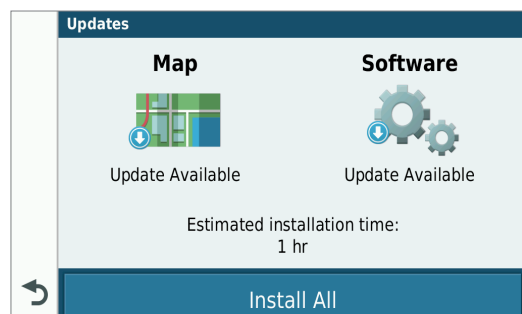 Updates
Map
Software
Update Available
Update Available
Estimated installation time:
1 hr
Install All